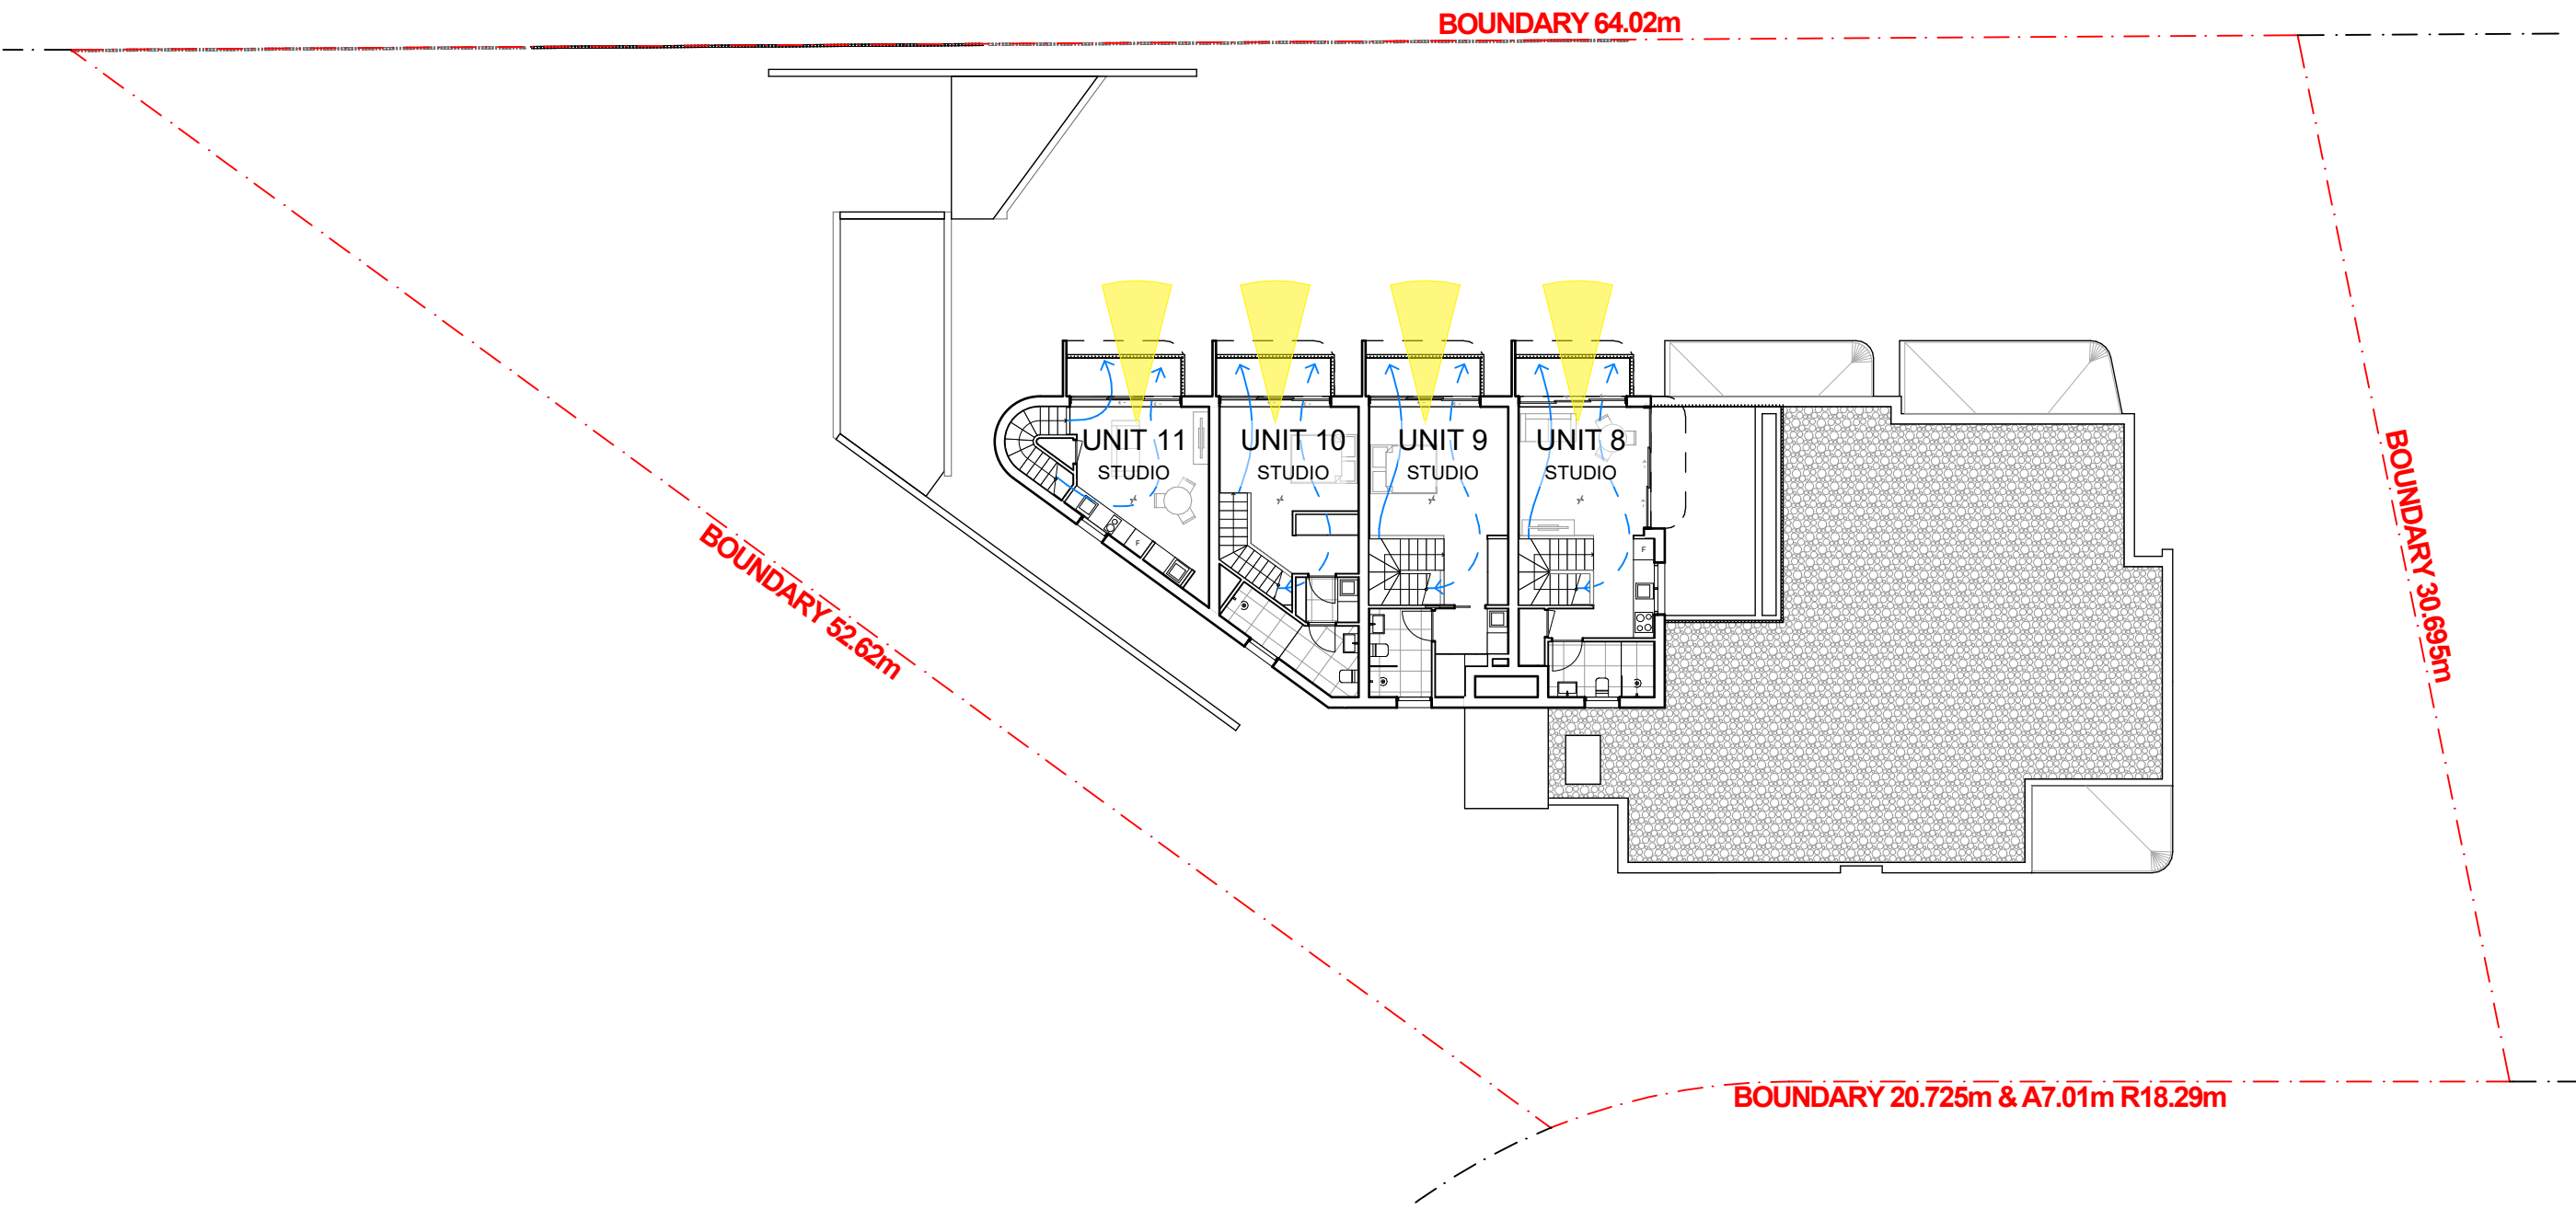 BOUNDARY 64.02m
UNIT 11
STUDIO
UNIT 10
STUDIO
UNIT 9
STUDIO
UNIT 8
STUDIO
F
F
BOUNDARY 52.62m
BOUNDARY 30.695m
BOUNDARY 20.725m & A7.01m R18.29m